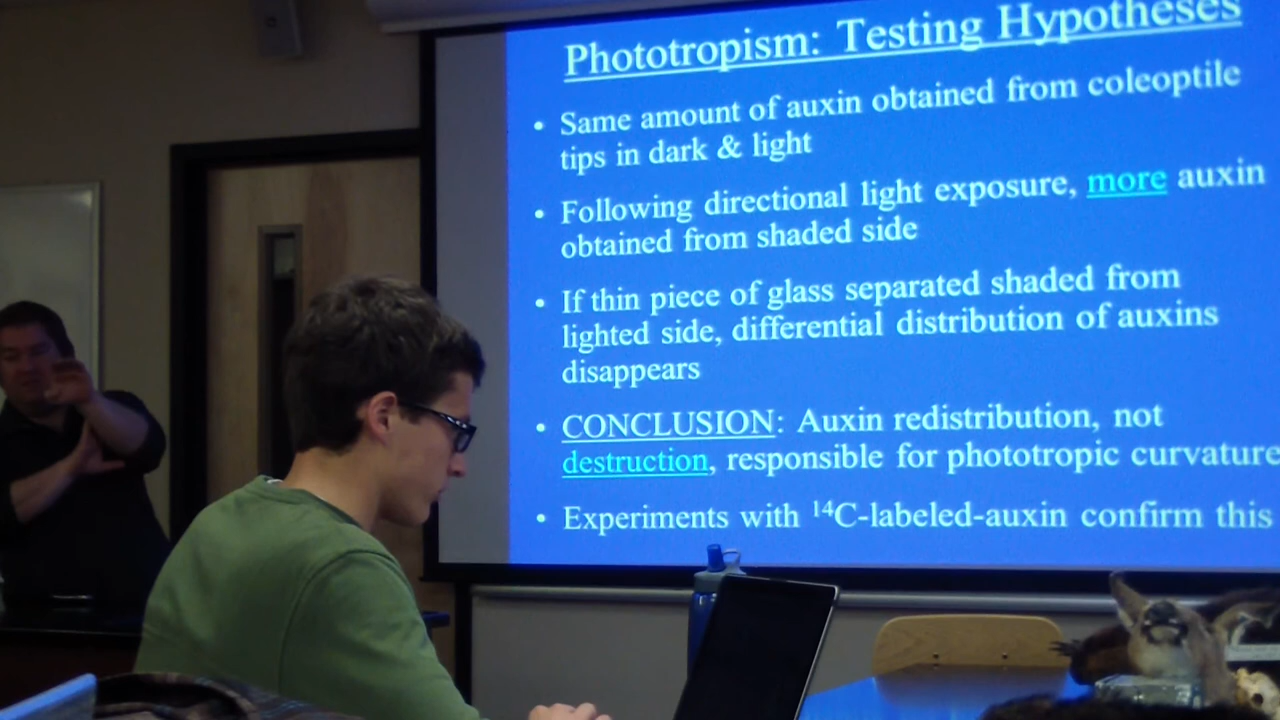 Phototropism: Testing Hypotheses
• Same amount of auxin obtained from coleoptile
tips in dark & light
• Following directional light exposure, more auxin
obtained from shaded side
• If thin piece of glass separated shaded from
lighted side, differential distribution of auxins
disappears
• CONCLUSION: Auxin redistribution, not
destruction, responsible for phototropic curvature
• Experiments with ¹⁴C-labeled-auxin confirm this